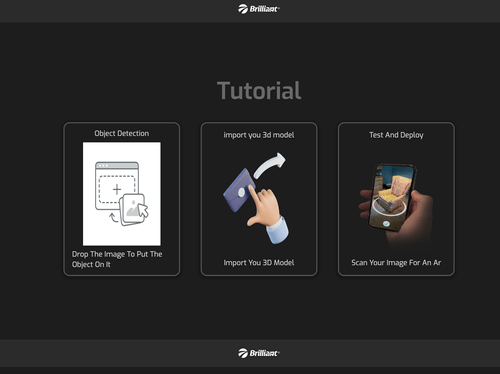 Brilliant
Tutorial
Object Detection
Drop The Image To Put The
Object On It
import you 3d model
Import You 3D Model
Test And Deploy
Scan Your Image For An Ar
Brilliant